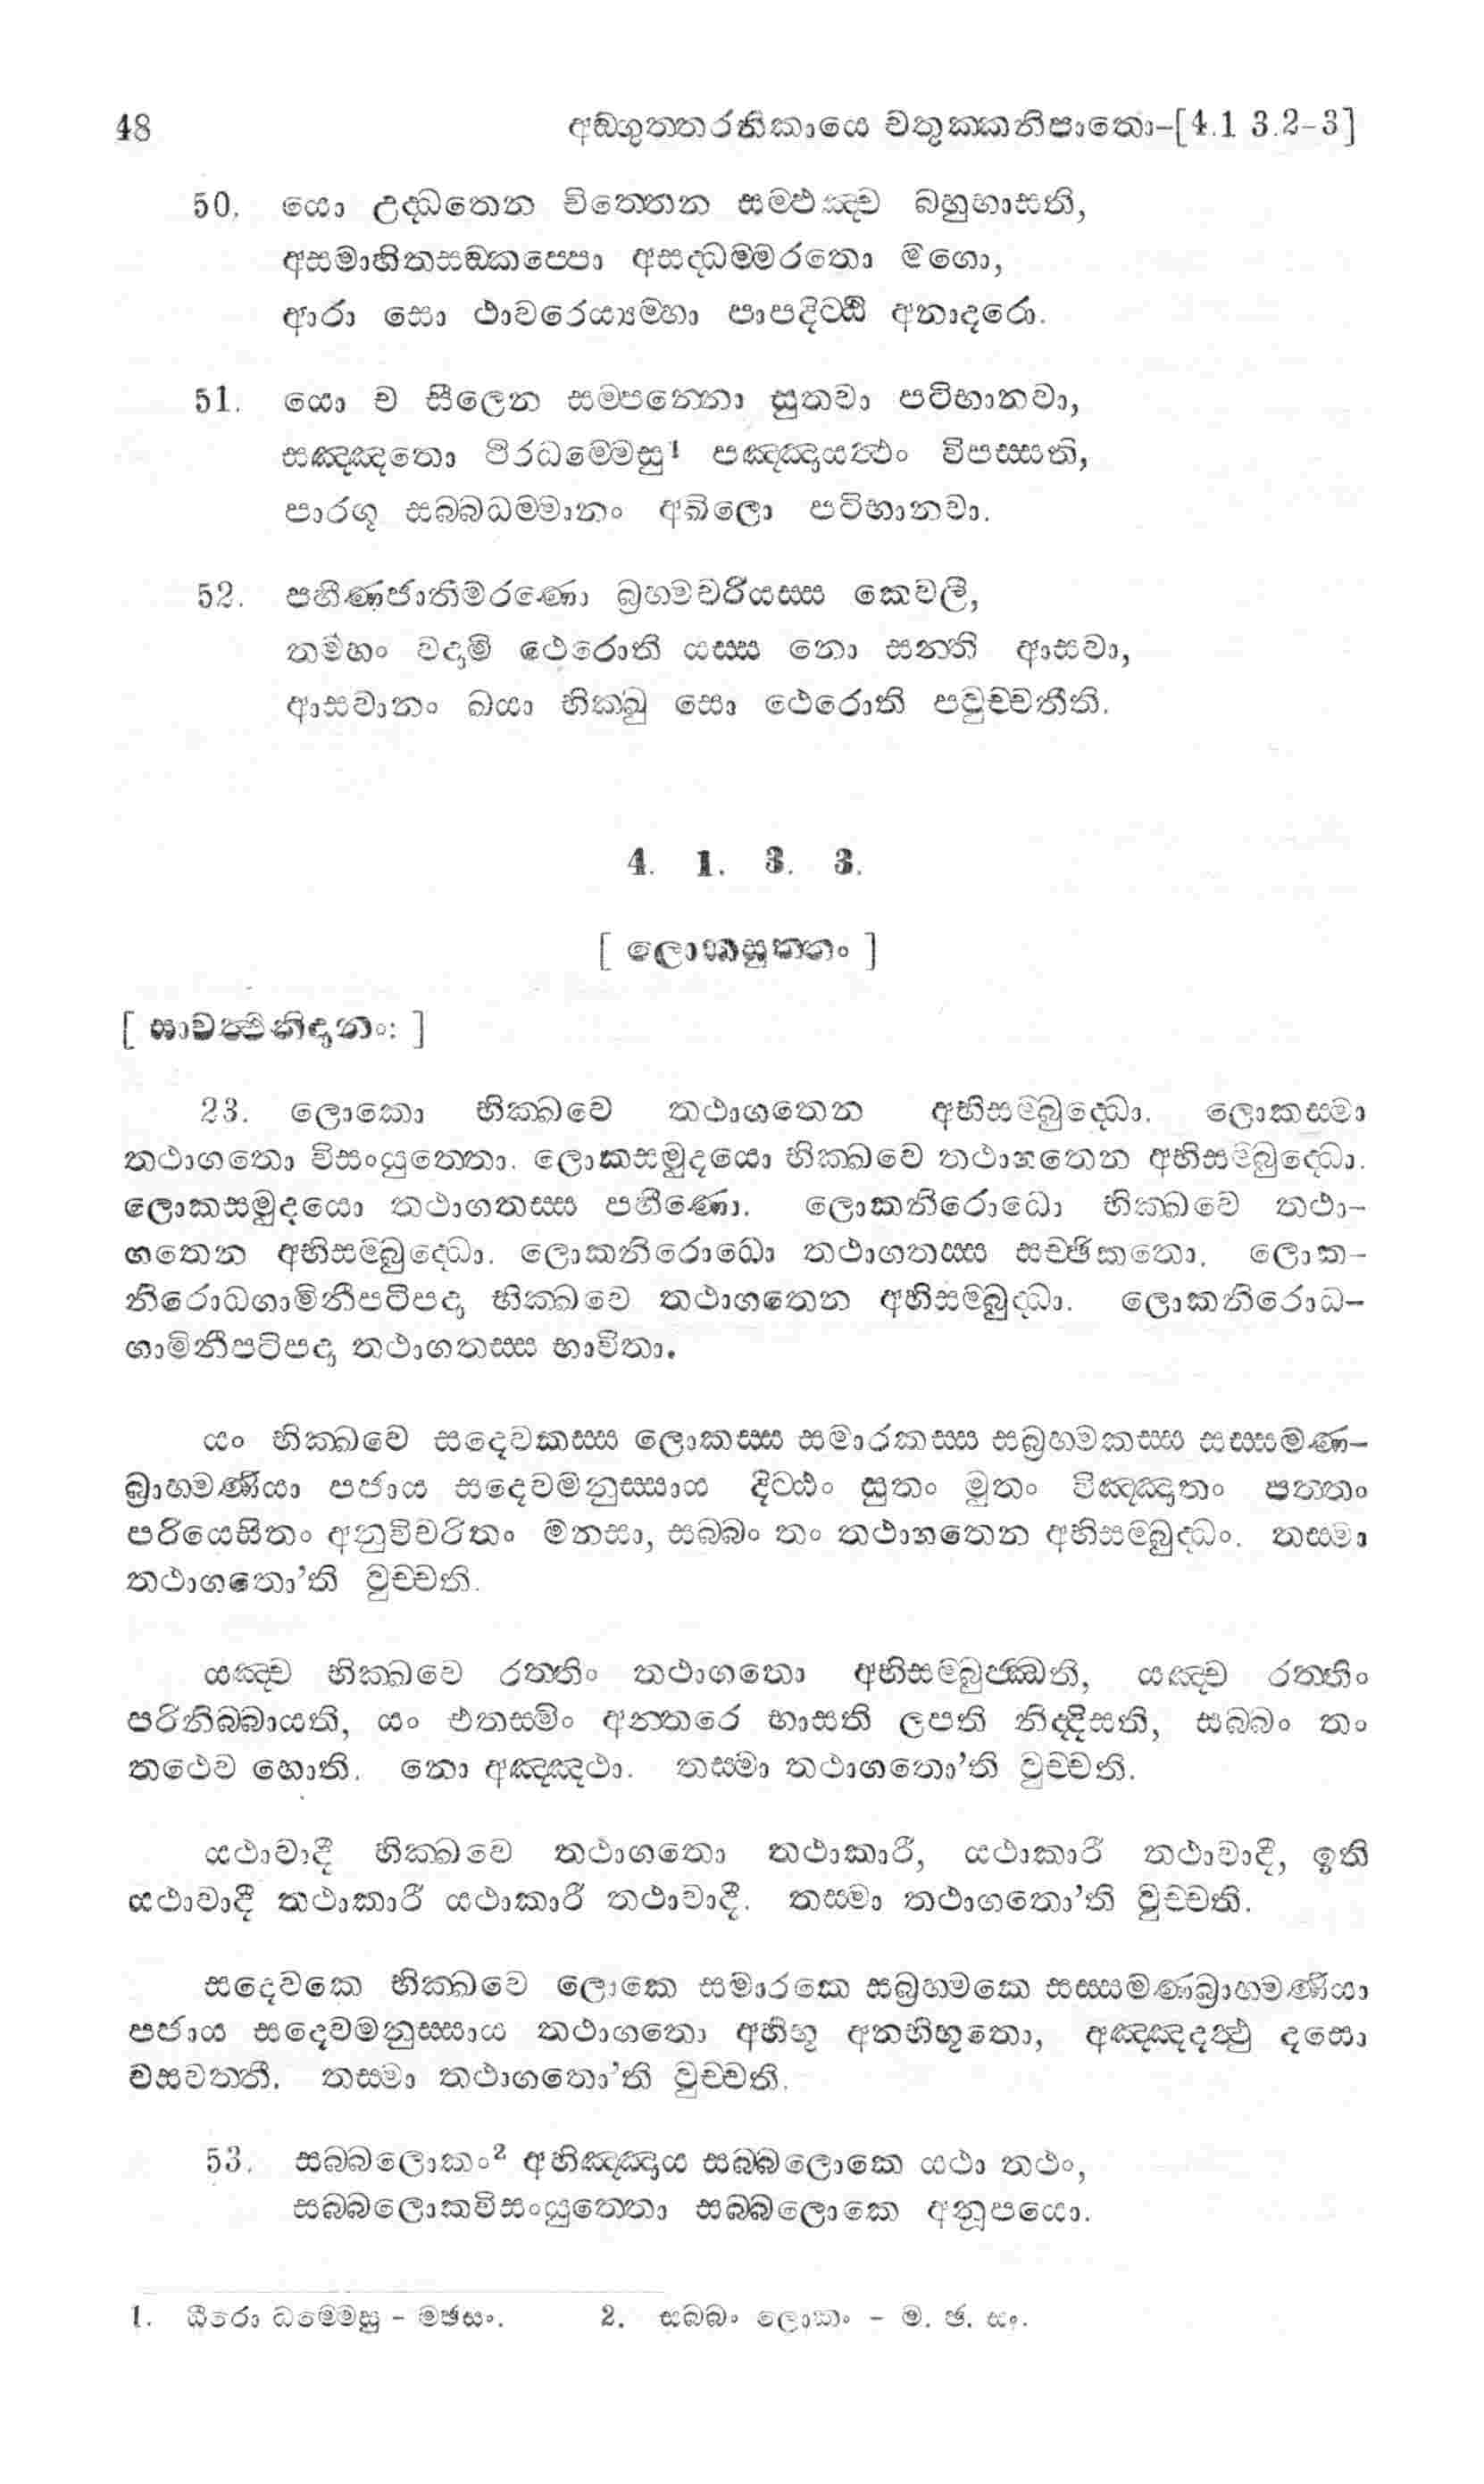 48 අඞ්ගුත්තරනිකායෙ චතුක්කනිපාතො–[4.1 3.2–3]
50. යො උද්ධතෙන චිත්තෙන සම්ඵඤ්ච බහුභාසති,
අසමාහිතසඞ්කප්පො අසද්ධම්මරතො මිගො,
ආරා සො ථාවරෙය්‍යම්හා පාපදිට්ඨි අනාදරො.
51. යො ච සීලෙන සම්පන්නො සුතවා පටිභානවා,
සඤ්ඤතො ථිරධම්මෙසු1 පඤ්ඤායත්ථං විපස්සති,
පාරගූ සබ්බධම්මානං අඛිලො පටිභානවා.
52. පහීණජාතිමරණො බ්‍රහ්මචරියස්ස කෙවලී,
තමහං වදාමි ථෙරොති යස්ස නො සන්ති ආසවා,
ආසවානං ඛයා භික්ඛු සො ථෙරොති පවුච්චතීති.
4. 1. 3. 3.
[ ලොකසුත්තං ]
[ සාවත්ථිනිදානං: ]
23. ලොකො භික්ඛවෙ තථාගතෙන අභිසම්බුද්ධො. ලොකස්මා
තථාගතො විසංයුත්තො. ලොකසමුදයො භික්ඛවෙ තථාගතෙන අභිසම්බුද්ධො.
ලොකසමුදයො තථාගතස්ස පහීණො. ලොකනිරොධො භික්ඛවෙ තථා–
ගතෙන අභිසම්බුද්ධො. ලොකනිරොධො තථාගතස්ස සච්ඡිකතො. ලොක–
නිරොධගාමිනීපටිපදා භික්ඛවෙ තථාගතෙන අභිසම්බුද්ධා. ලොකනිරොධ–
ගාමිනීපටිපදා තථාගතස්ස භාවිතා.
යං භික්ඛවෙ සදෙවකස්ස ලොකස්ස සමාරකස්ස සබ්‍රහ්මකස්ස සස්සමණ–
බ්‍රාහ්මණියා පජාය සදෙවමනුස්සාය දිට්ඨං සුතං මුතං විඤ්ඤාතං පත්තං
පරියෙසිතං අනුවිචරිතං මනසා, සබ්බං තං තථාගතෙන අභිසම්බුද්ධං. තස්මා
තථාගතො’ති වුච්චති.
යඤ්ච භික්ඛවෙ රත්තිං තථාගතො අභිසම්බුජ්ඣති, යඤ්ච රත්තිං
පරිනිබ්බායති, යං එතස්මිං අන්තරෙ භාසති ලපති නිද්දිසති, සබ්බං තං
තථෙව හොති. නො අඤ්ඤථා. තස්මා තථාගතො’ති වුච්චති.
යථාවාදී භික්ඛවෙ තථාගතො තථාකාරී, යථාකාරී තථාවාදී, ඉති
යථාවාදී තථාකාරී යථාකාරී තථාවාදී. තස්මා තථාගතො’ති වුච්චති.
සදෙවකෙ භික්ඛවෙ ලොකෙ සමාරකෙ සබ්‍රහ්මකෙ සස්සමණබ්‍රාහ්මණියා
පජාය සදෙවමනුස්සාය තථාගතො අභිභූ අනභිභූතො, අඤ්ඤදත්ථු දසො
වසවත්තී. තස්මා තථාගතො’ති වුච්චති.
53. සබ්බලොකං2 අභිඤ්ඤාය සබ්බලොකෙ යථා තථං,
සබ්බලොකවිසංයුත්තො සබ්බලොකෙ අනූපයො.
1. ධීරො ධම්මෙසු – මඡසං. 2. සබ්බං ලොකං – ම. ඡ. සං.